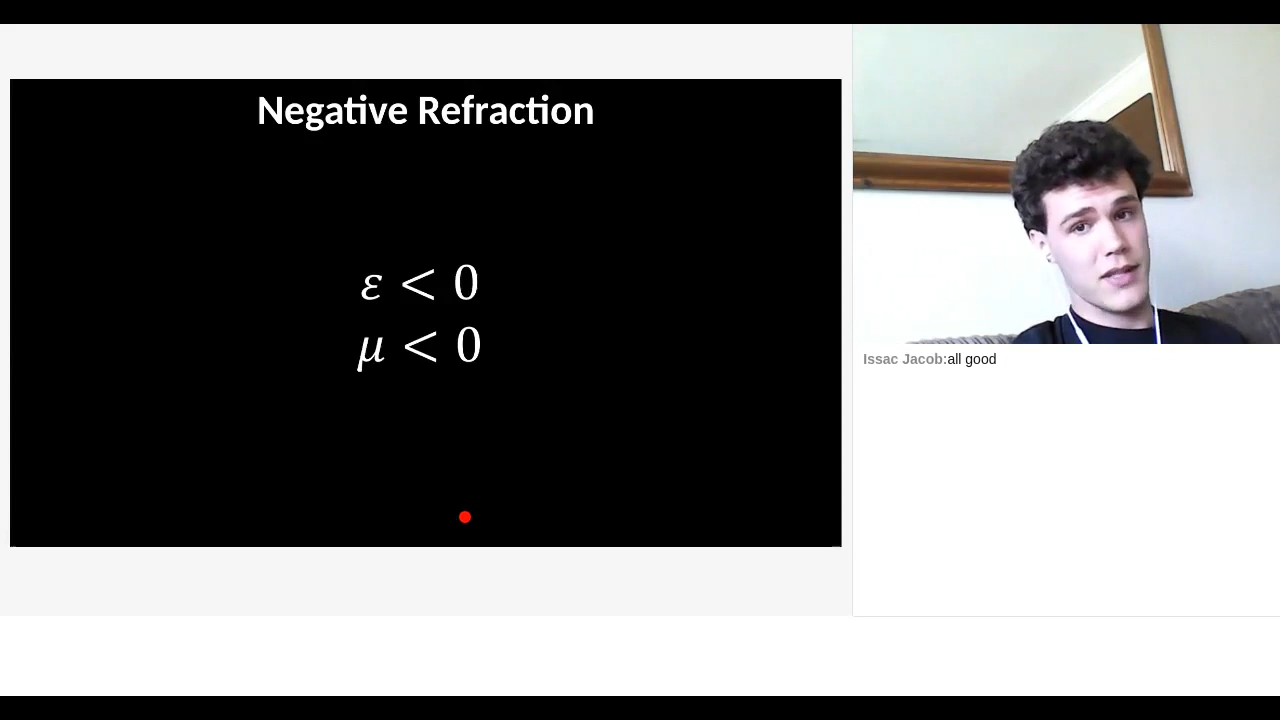 Negative Refraction
ε < 0
μ < 0
Issac Jacob:all good